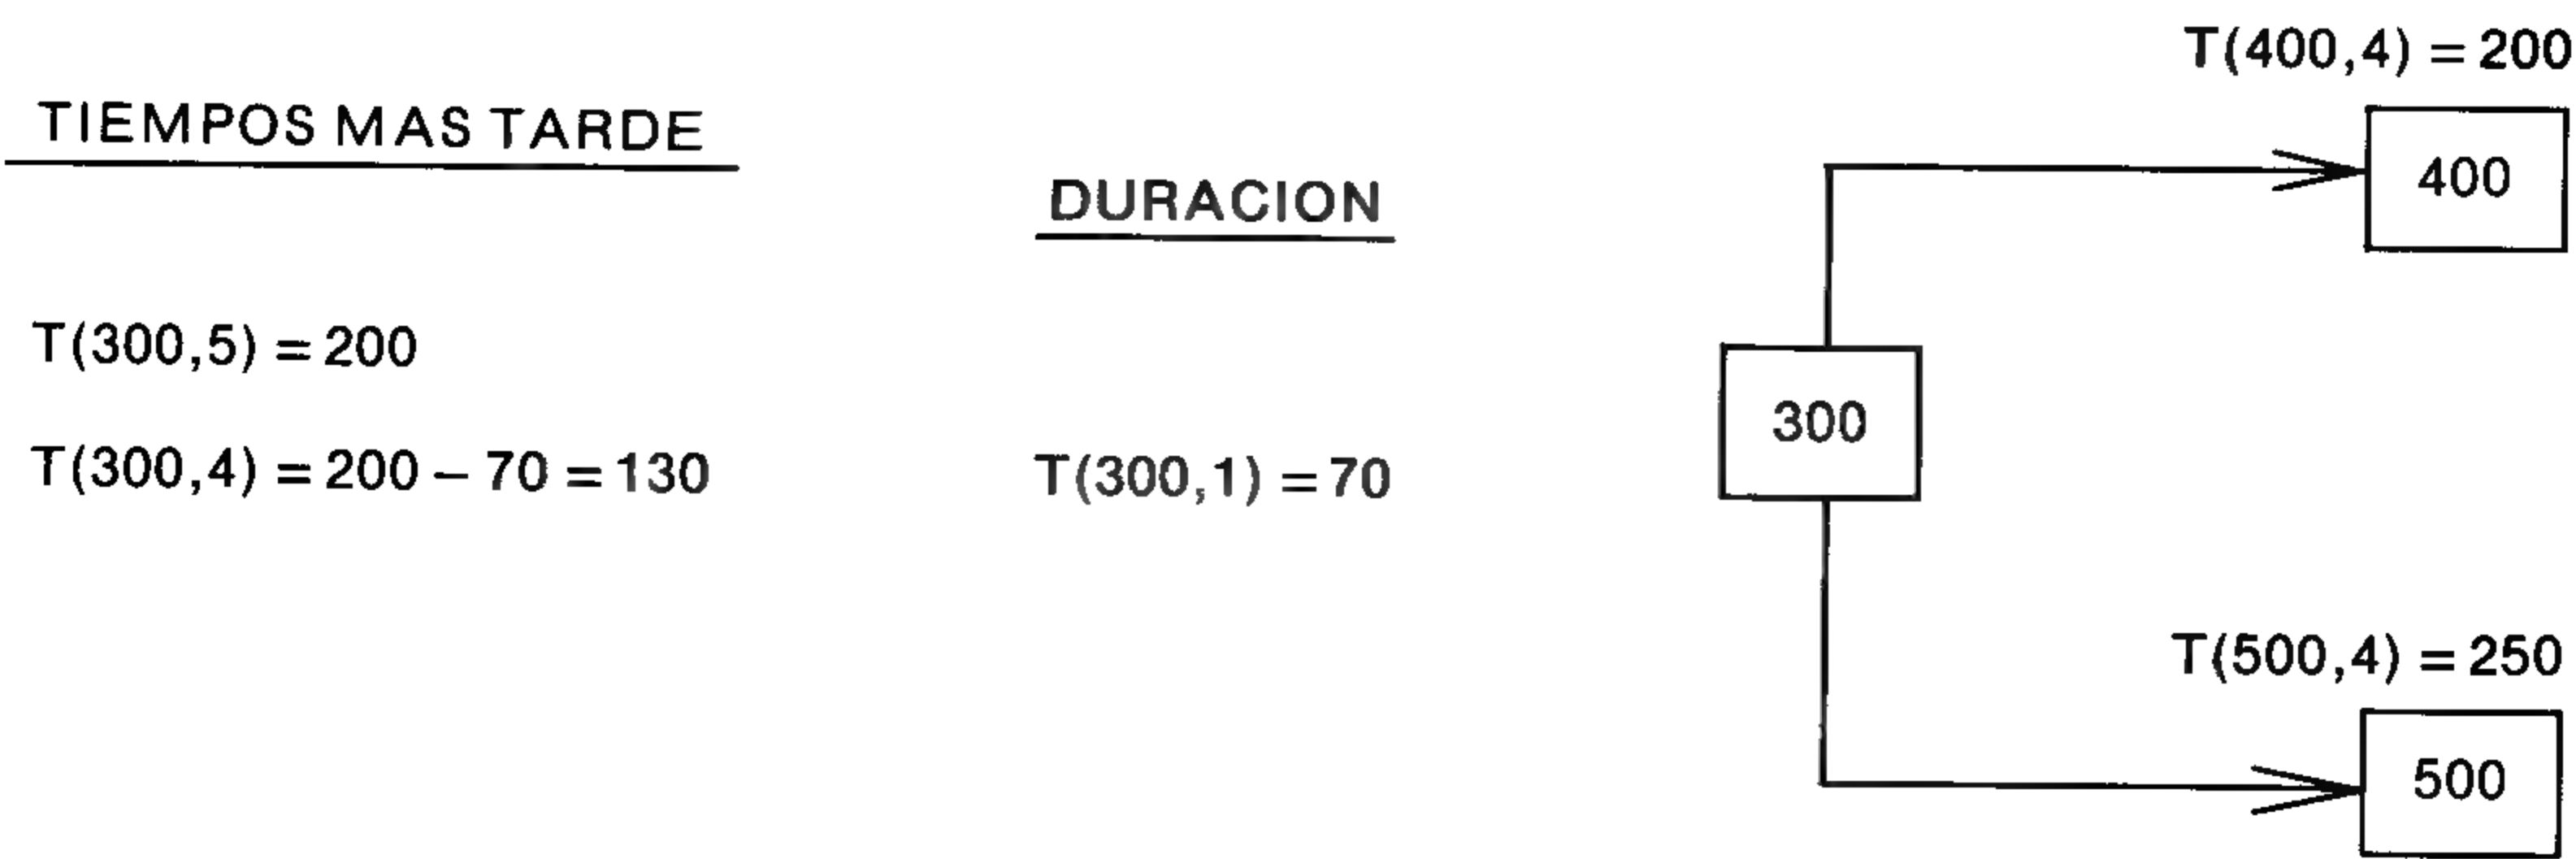 TIEMPOS MAS TARDE
T(300,5) = 200
T(300,4) = 200 – 70 = 130
DURACION
T(300,1) = 70
T(400,4) = 200
400
300
T(500,4) = 250
500